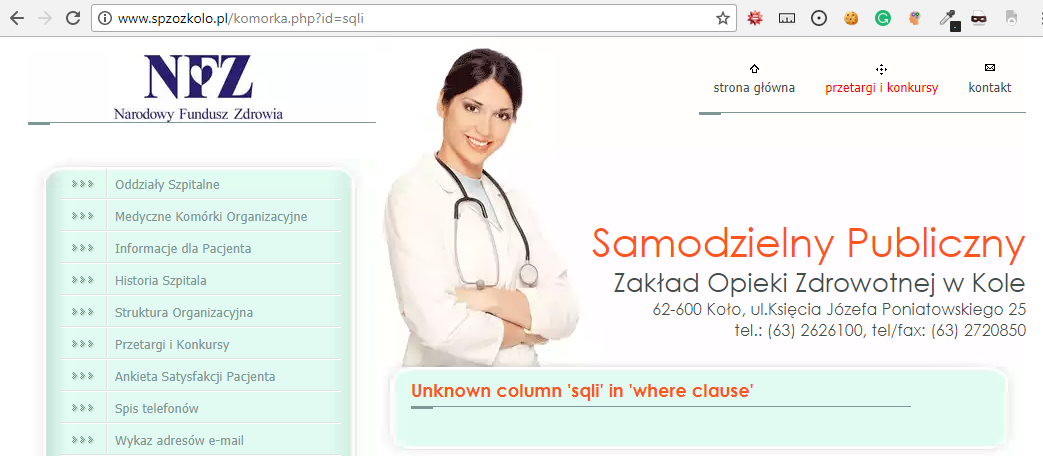 www.spzozkolo.pl/komorka.php?id=sqli
NFZ
Narodowy Fundusz Zdrowia
strona główna
przetargi i konkursy
kontakt
Oddziały Szpitalne
Medyczne Komórki Organizacyjne
Informacje dla Pacjenta
Historia Szpitala
Struktura Organizacyjna
Przetargi i Konkursy
Ankieta Satysfakcji Pacjenta
Spis telefonów
Wykaz adresów e-mail
Samodzielny Publiczny
Zakład Opieki Zdrowotnej w Kole
62-600 Koło, ul.Księcia Józefa Poniatowskiego 25
tel.: (63) 2626100, tel/fax: (63) 2720850
Unknown column 'sqli' in 'where clause'